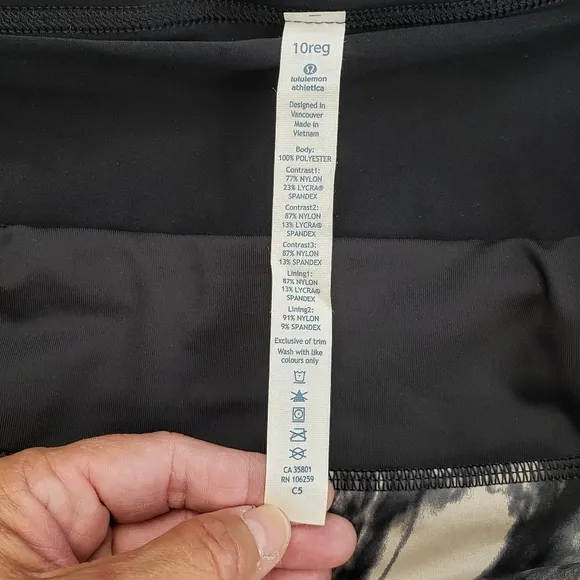 10reg
lululemon
athletica
Designed in
Vancouver
Made in
Vietnam
Body:
100% POLYESTER
Contrast1:
77% NYLON
23% LYCRA®
SPANDEX
Contrast2:
87% NYLON
13% LYCRA®
SPANDEX
Contrast3:
87% NYLON
13% SPANDEX
Lining1:
87% NYLON
13% LYCRA®
SPANDEX
Lining2:
91% NYLON
9% SPANDEX
Exclusive of trim
Wash with like
colours only
CA 35801
RN 106259
C5